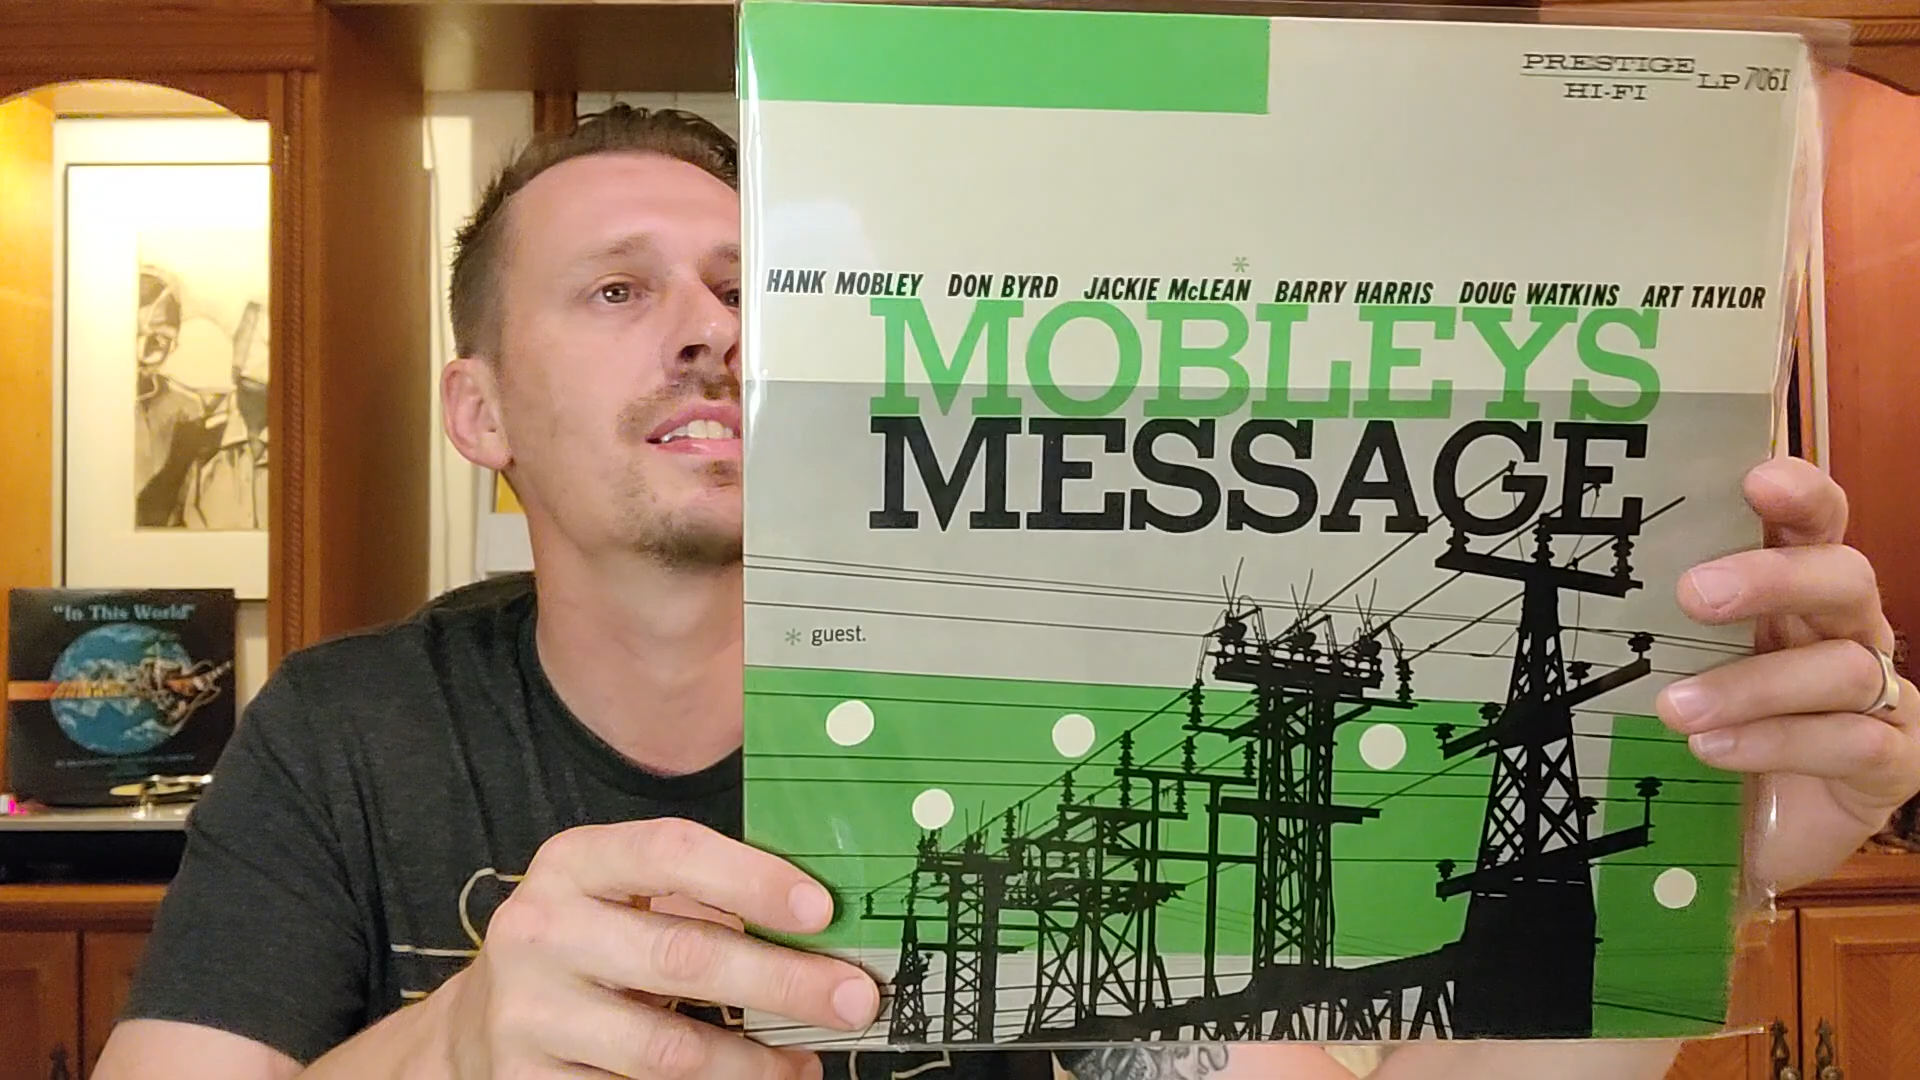 PRESTIGE LP 7061
HI-FI
HANK MOBLEY DON BYRD JACKIE McLEAN* BARRY HARRIS DOUG WATKINS ART TAYLOR
MOBLEYS
MESSAGE
* guest.
"In This World"